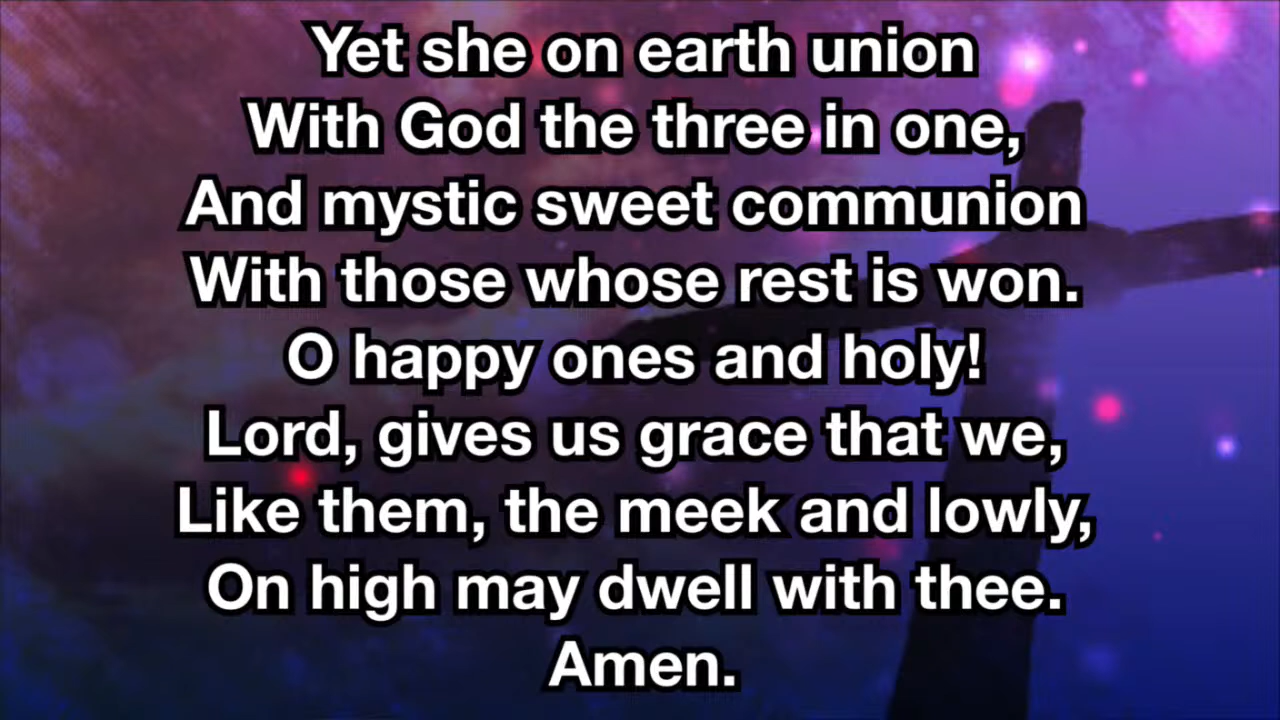 Yet she on earth union
With God the three in one,
And mystic sweet communion
With those whose rest is won.
O happy ones and holy!
Lord, gives us grace that we,
Like them, the meek and lowly,
On high may dwell with thee.
Amen.